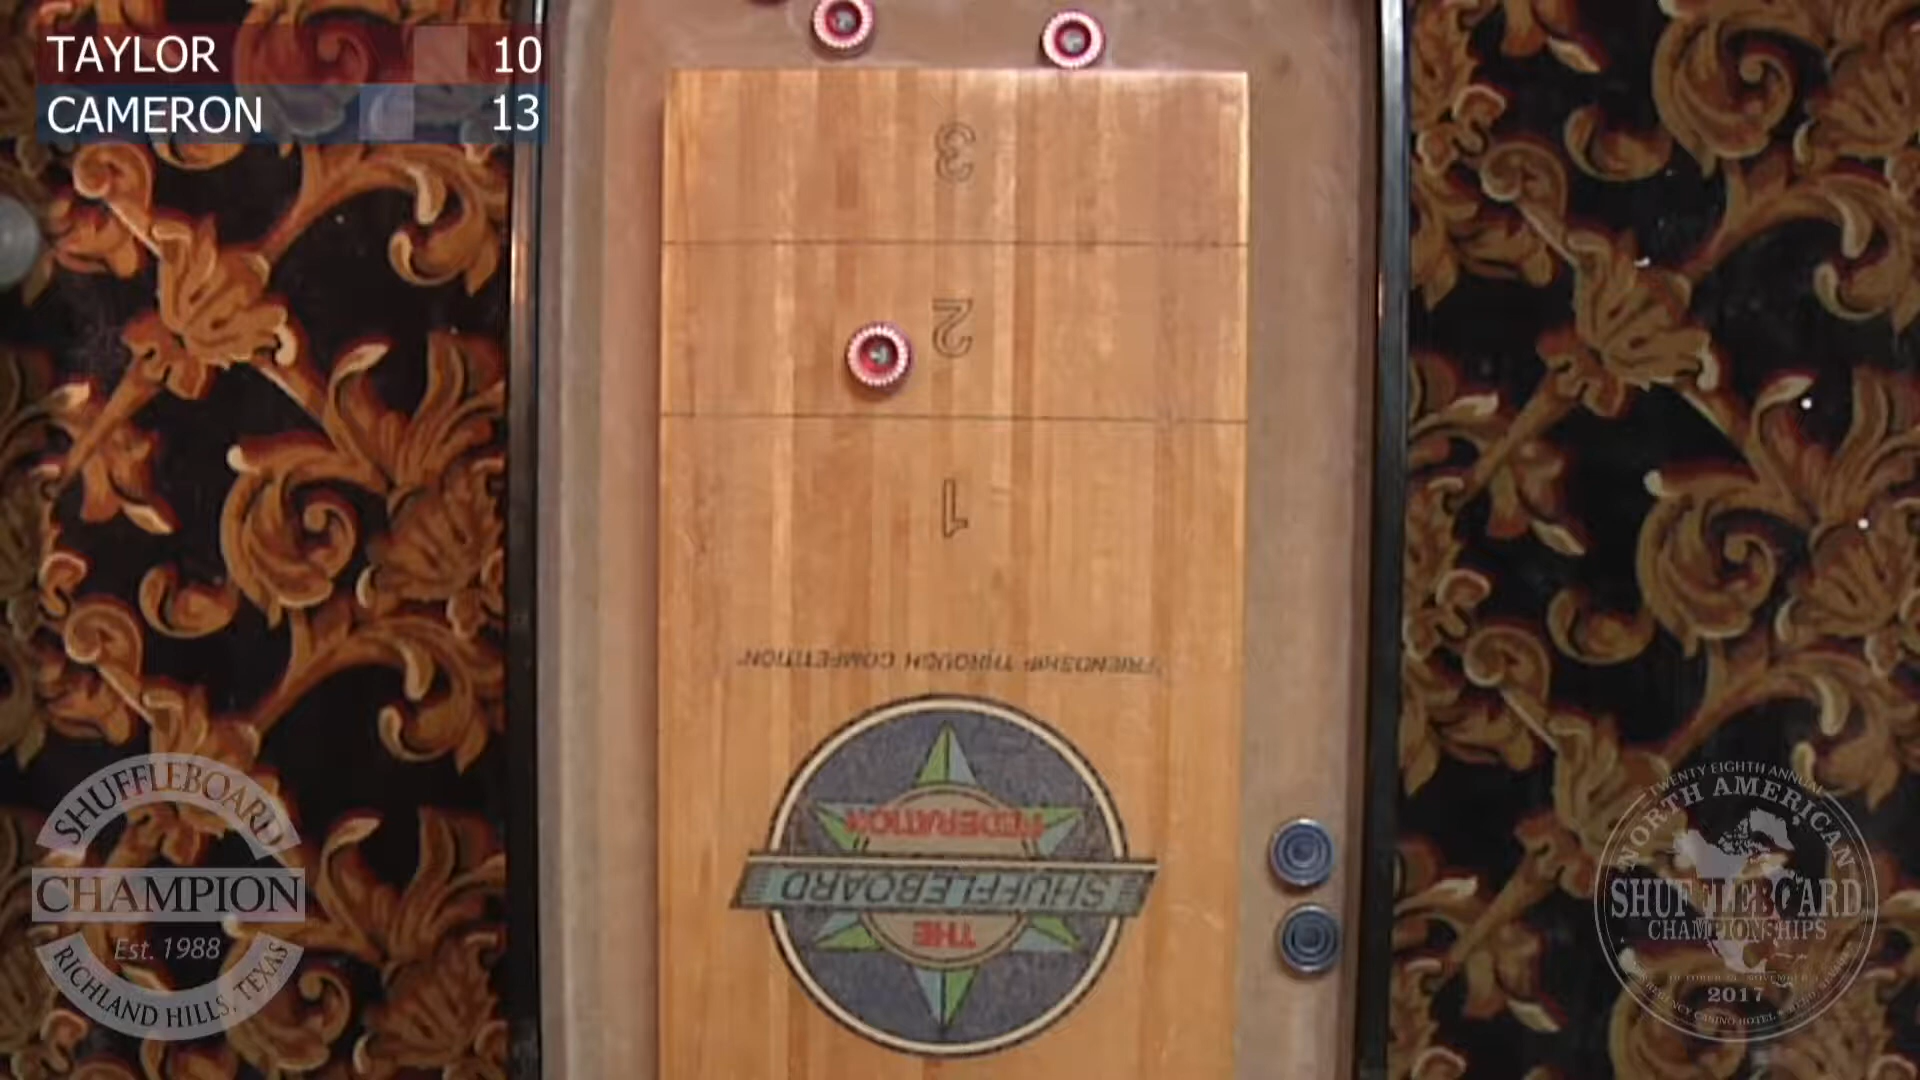 TAYLOR 10
CAMERON 13
3
2
1
"FRIENDSHIP THROUGH COMPETITION"
THE
SHUFFLEBOARD
FEDERATION
SHUFFLEBOARD
CHAMPION
Est. 1988
RICHLAND HILLS, TEXAS
TWENTY EIGHTH ANNUAL
NORTH AMERICAN
SHUFFLEBOARD
CHAMPIONSHIPS
2017